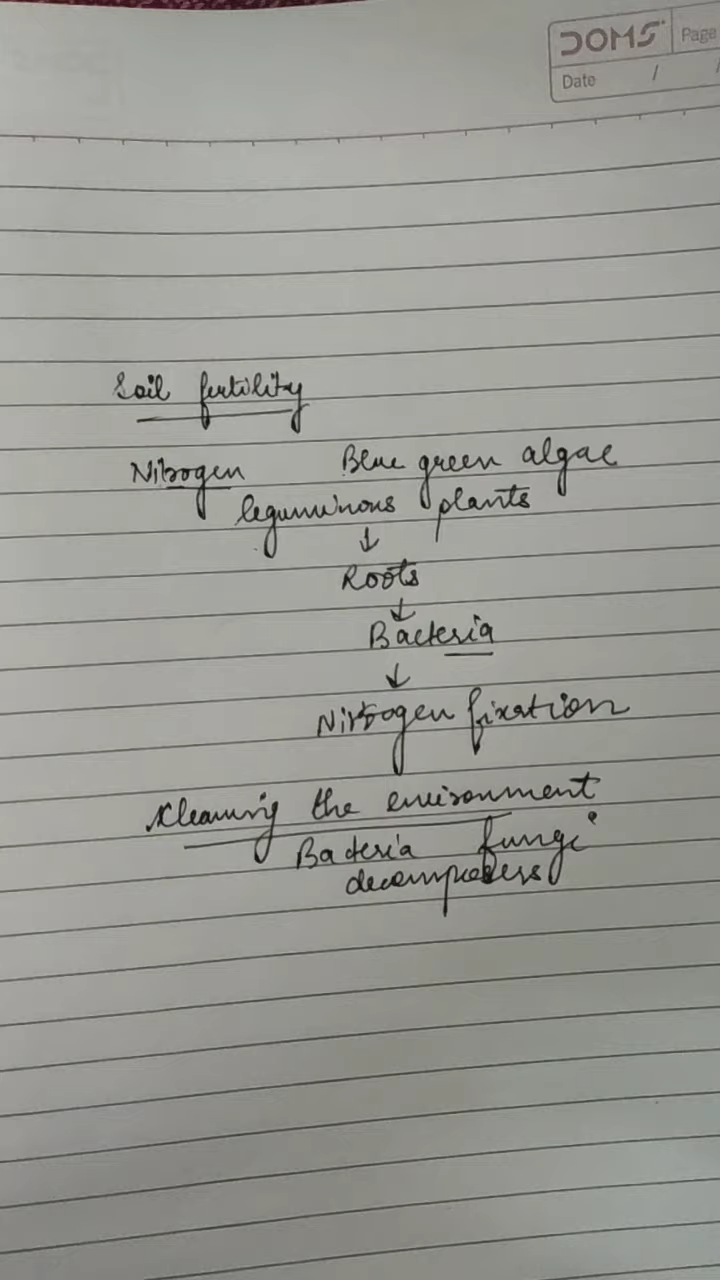 DOMS Page
Date / /
Soil fertility
Nitrogen Blue green algae
leguminous plants
↓
Roots
↓
Bacteria
↓
Nitrogen fixation
Cleaning the environment
Bacteria fungi
decomposers